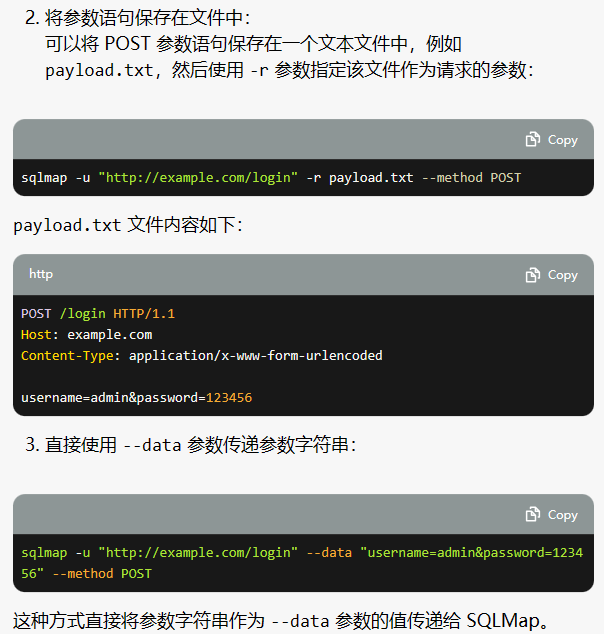 2. 将参数语句保存在文件中：
可以将 POST 参数语句保存在一个文本文件中，例如
payload.txt，然后使用 -r 参数指定该文件作为请求的参数：
Copy
sqlmap -u "http://example.com/login" -r payload.txt --method POST
payload.txt 文件内容如下：
http Copy
POST /login HTTP/1.1
Host: example.com
Content-Type: application/x-www-form-urlencoded
username=admin&password=123456
3. 直接使用 --data 参数传递参数字符串：
Copy
sqlmap -u "http://example.com/login" --data "username=admin&password=1234
56" --method POST
这种方式直接将参数字符串作为 --data 参数的值传递给 SQLMap。